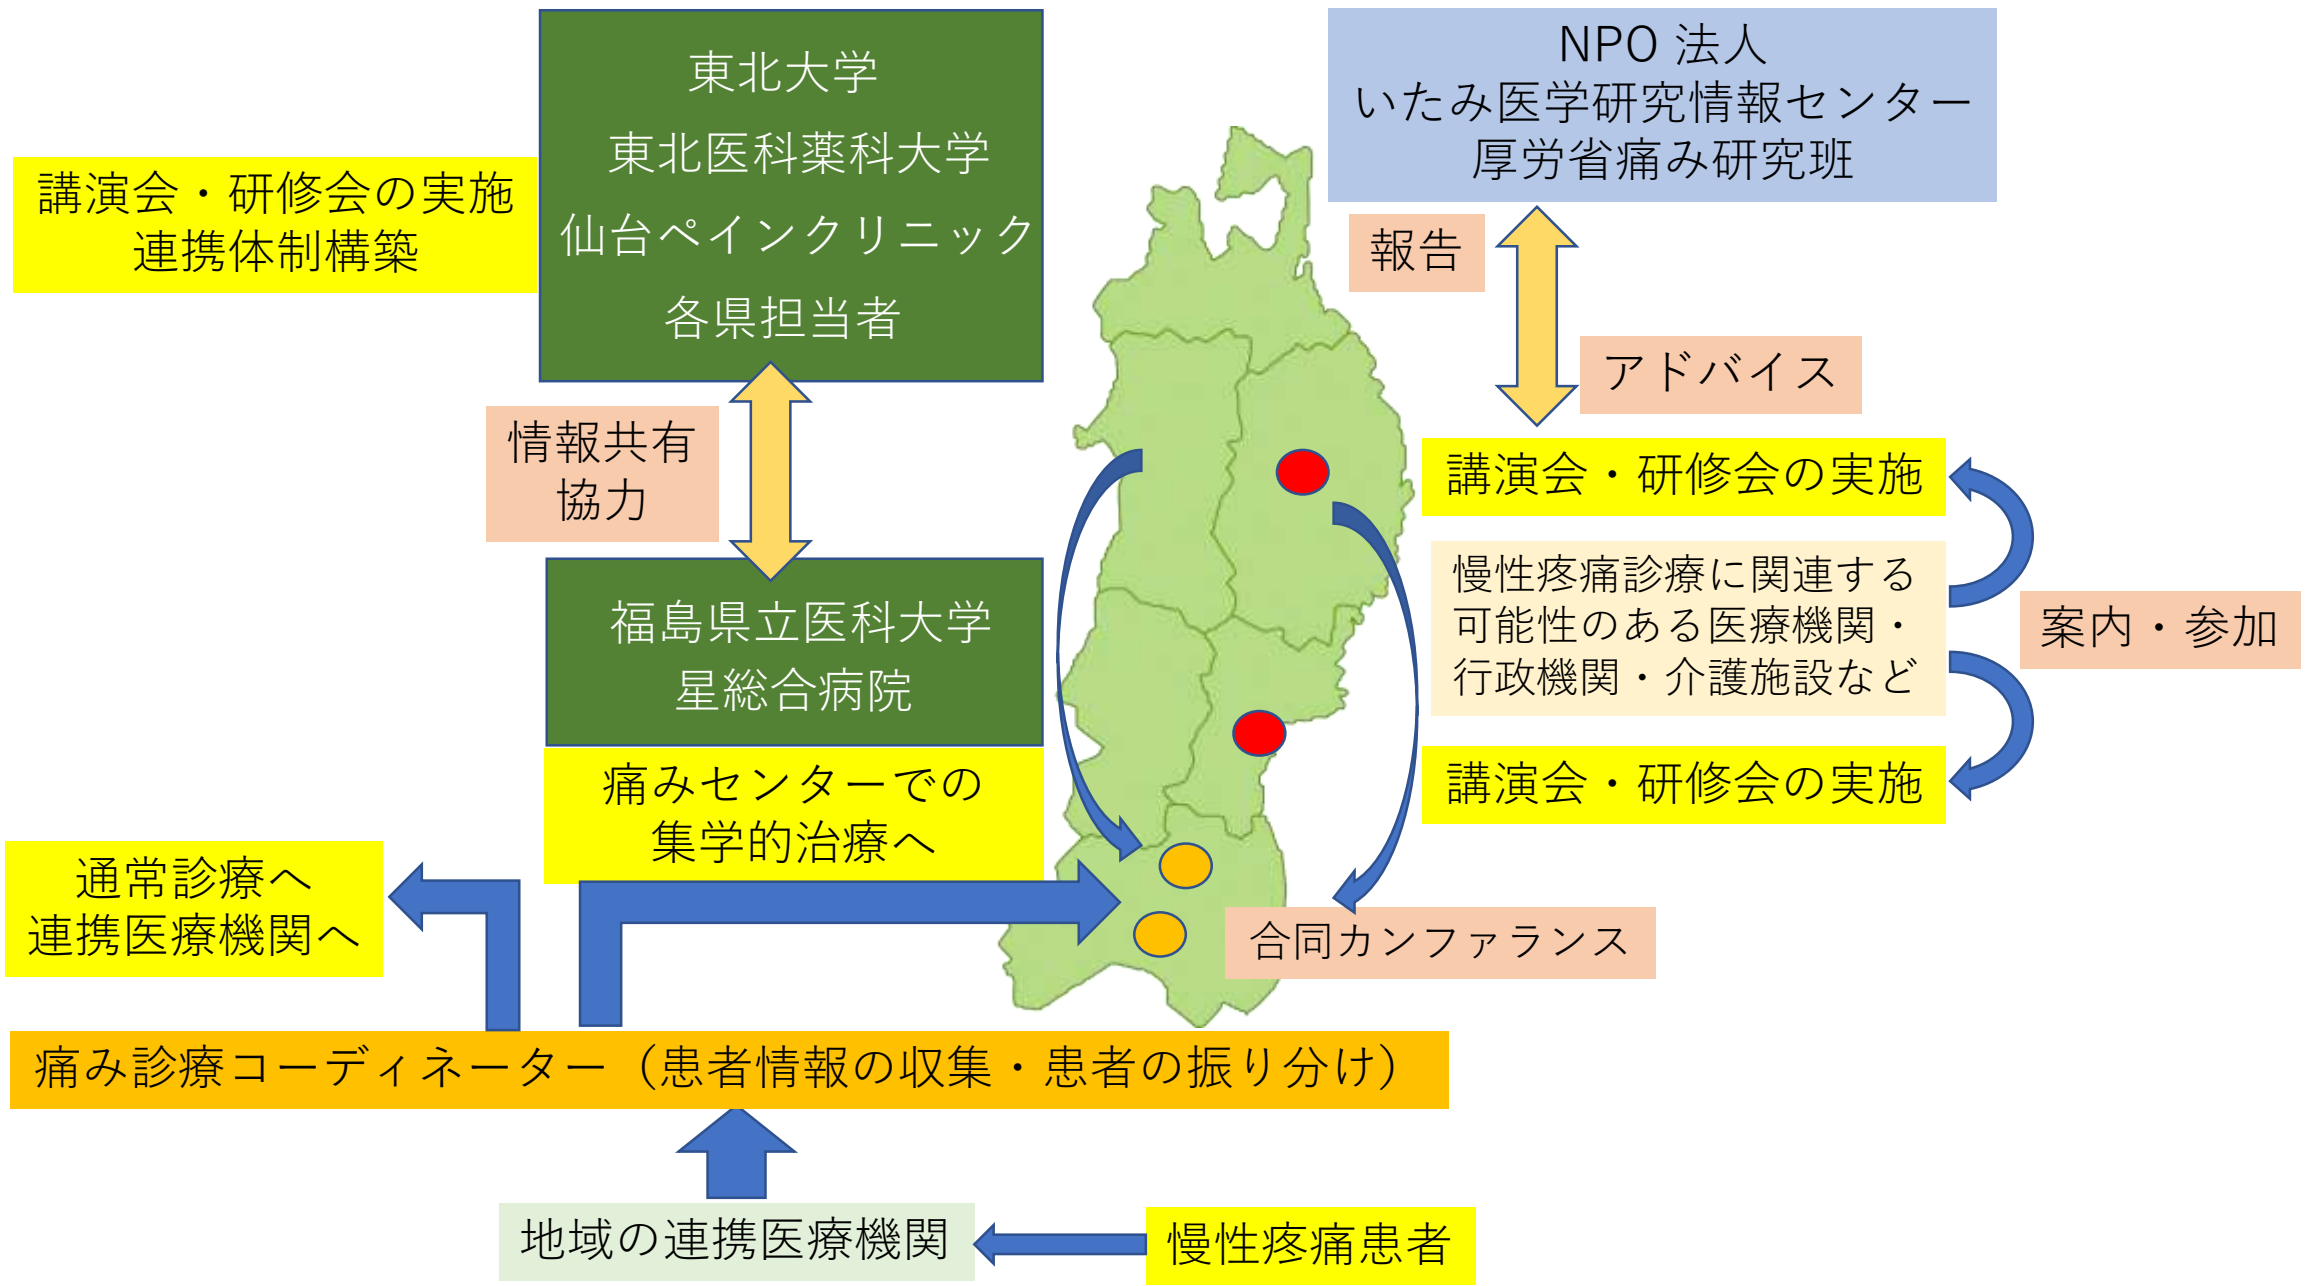 東北大学
東北医科薬科大学
仙台ペインクリニック
各県担当者
NPO 法人
いたみ医学研究情報センター
厚労省痛み研究班
講演会・研修会の実施
連携体制構築
報告
アドバイス
情報共有
協力
講演会・研修会の実施
慢性疼痛診療に関連する
可能性のある医療機関・
行政機関・介護施設など
案内・参加
講演会・研修会の実施
福島県立医科大学
星総合病院
痛みセンターでの
集学的治療へ
通常診療へ
連携医療機関へ
合同カンファランス
痛み診療コーディネーター（患者情報の収集・患者の振り分け）
地域の連携医療機関
慢性疼痛患者